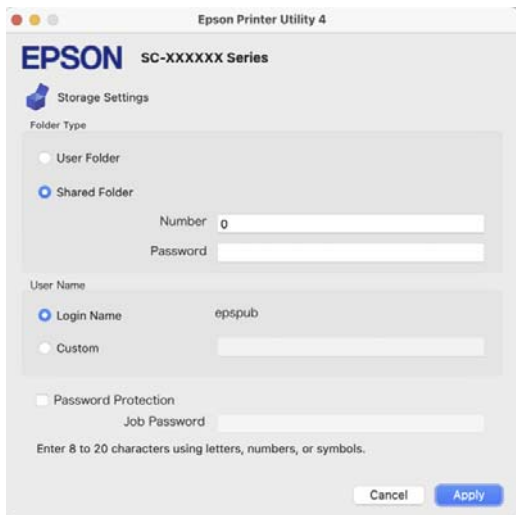 Epson Printer Utility 4
EPSON SC-XXXXXX Series
Storage Settings
Folder Type
User Folder
Shared Folder
Number 0
Password
User Name
Login Name epspub
Custom
Password Protection
Job Password
Enter 8 to 20 characters using letters, numbers, or symbols.
Cancel Apply